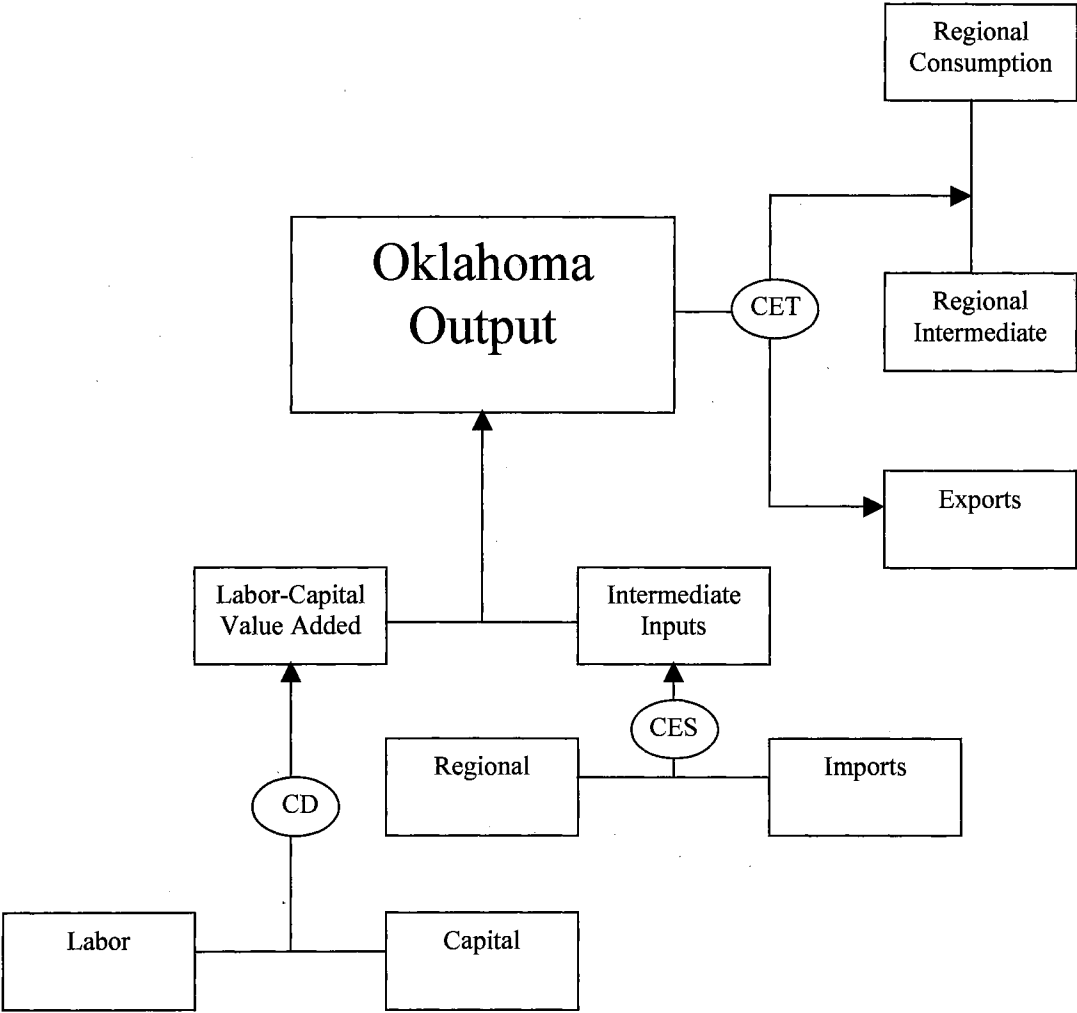 Regional
Consumption
Oklahoma
Output
CET
Regional
Intermediate
Exports
Labor-Capital
Value Added
Intermediate
Inputs
CES
Regional
Imports
CD
Labor
Capital